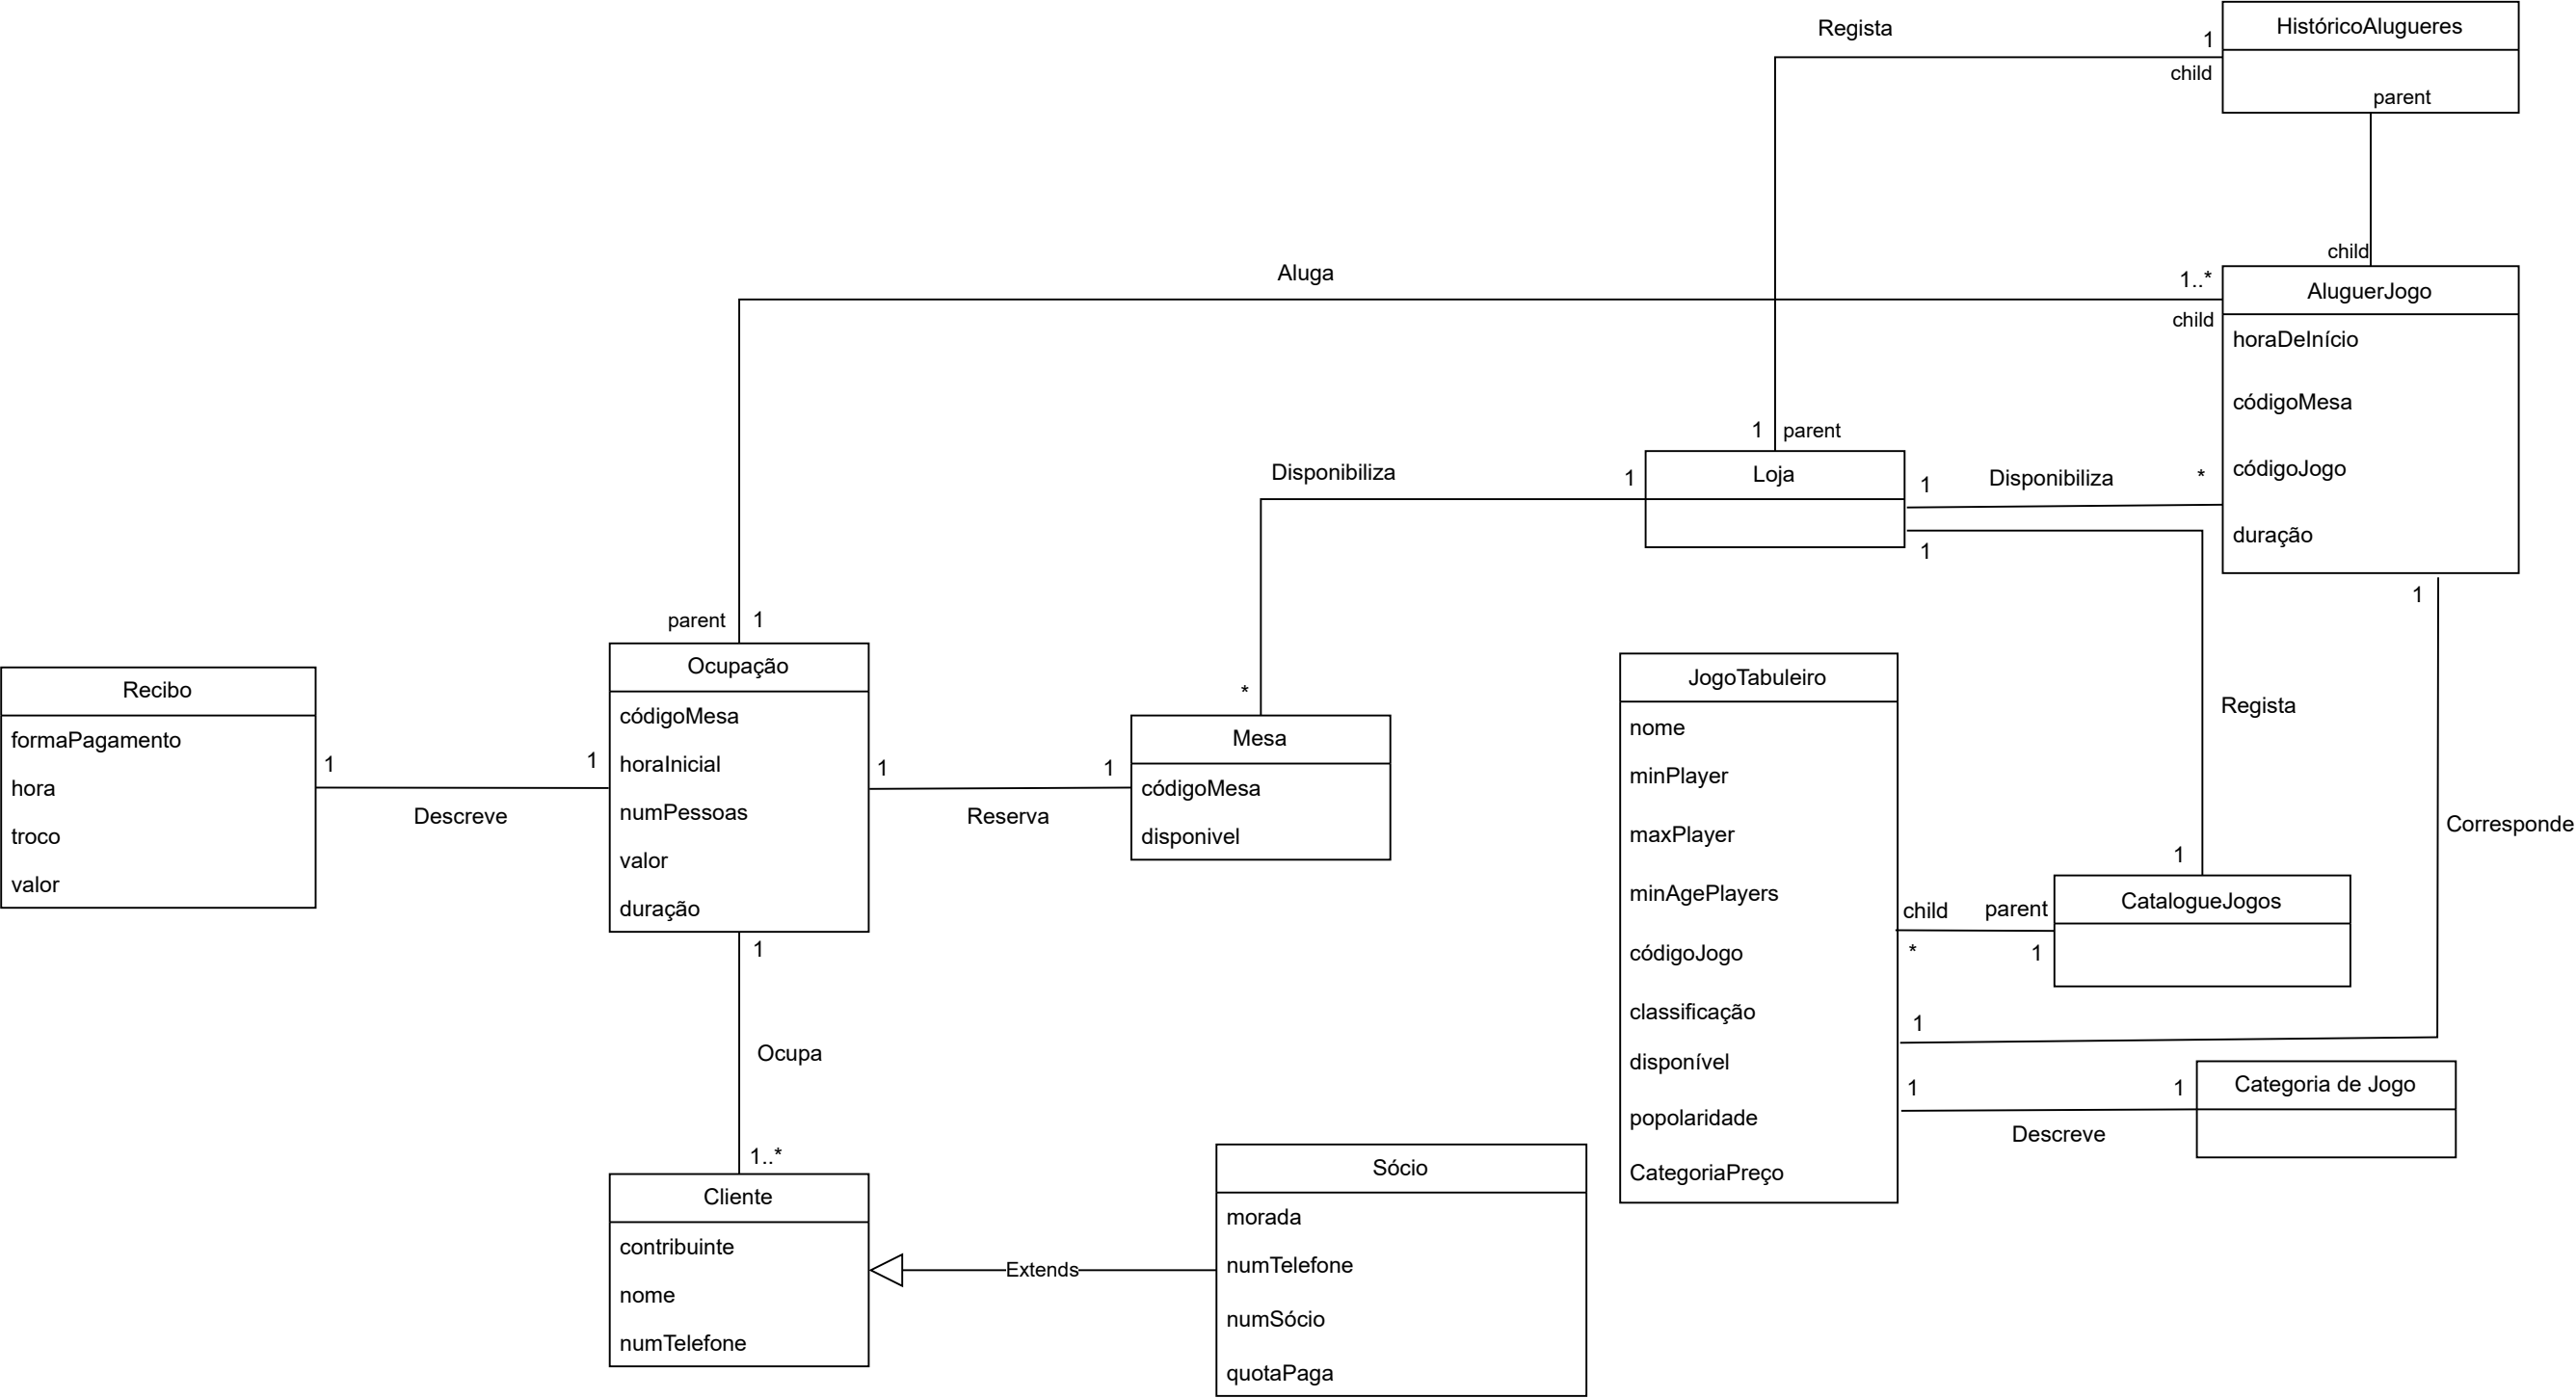 Regista
1
child
HistóricoAlugueres
parent
child
Aluga
1..*
child
AluguerJogo
horaDeInício
códigoMesa
códigoJogo
duração
1
parent
Disponibiliza
1
Loja
1
Disponibiliza
*
1
1
parent
1
Ocupação
códigoMesa
horaInicial
numPessoas
valor
duração
Recibo
formaPagamento
hora
troco
valor
1
1
Descreve
1
1
Reserva
*
Mesa
códigoMesa
disponivel
JogoTabuleiro
nome
minPlayer
maxPlayer
minAgePlayers
códigoJogo
classificação
disponível
popolaridade
CategoriaPreço
Regista
Corresponde
1
child
parent
*
1
CatalogueJogos
1
1
1
Descreve
Categoria de Jogo
1
Ocupa
1..*
Cliente
contribuinte
nome
numTelefone
Extends
Sócio
morada
numTelefone
numSócio
quotaPaga